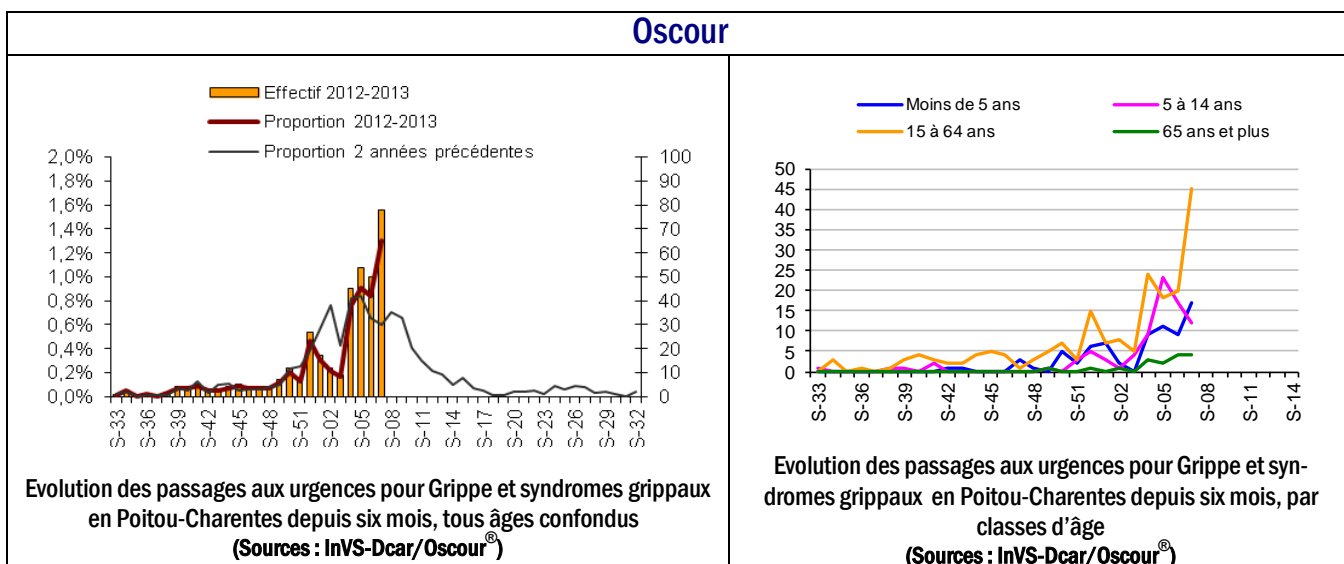 Oscour
Effectif 2012-2013
Proportion 2012-2013
Proportion 2 années précédentes
2,0%
1,8%
1,6%
1,4%
1,2%
1,0%
0,8%
0,6%
0,4%
0,2%
0,0%
100
90
80
70
60
50
40
30
20
10
0
S-33
S-36
S-39
S-42
S-45
S-48
S-51
S-02
S-05
S-08
S-11
S-14
S-17
S-20
S-23
S-26
S-29
S-32
Evolution des passages aux urgences pour Grippe et syndromes grippaux
en Poitou-Charentes depuis six mois, tous âges confondus
(Sources : InVS-Dcar/Oscour®)
Moins de 5 ans
5 à 14 ans
15 à 64 ans
65 ans et plus
50
45
40
35
30
25
20
15
10
5
0
S-33
S-36
S-39
S-42
S-45
S-48
S-51
S-02
S-05
S-08
S-11
S-14
Evolution des passages aux urgences pour Grippe et syn-
dromes grippaux en Poitou-Charentes depuis six mois, par
classes d’âge
(Sources : InVS-Dcar/Oscour®)